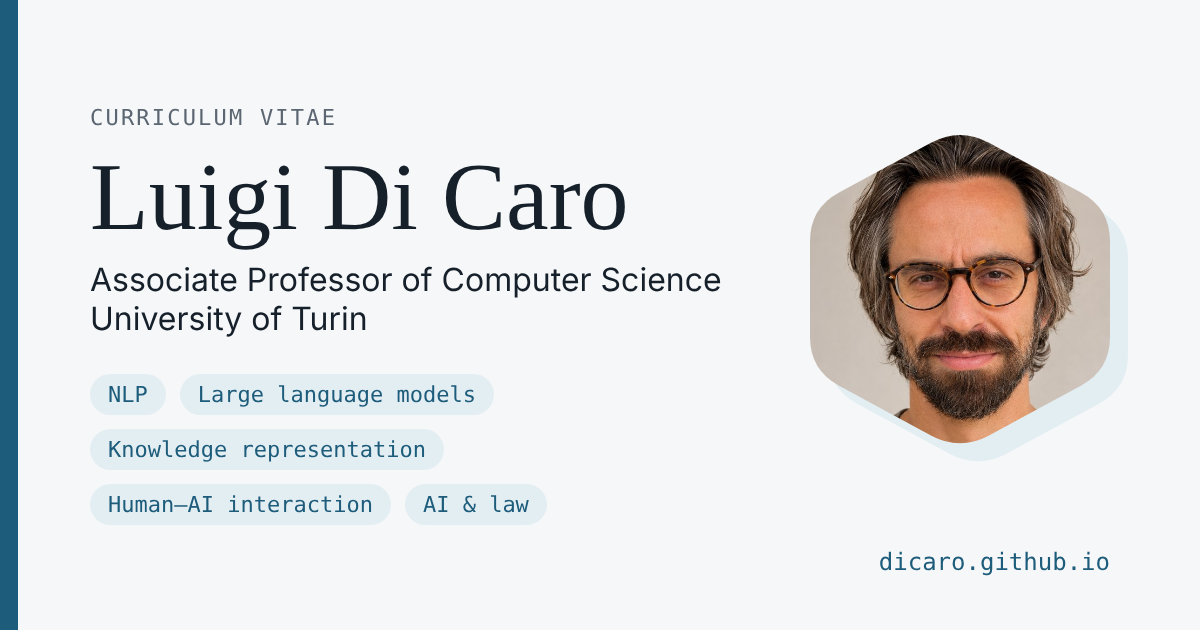 CURRICULUM VITAE
Luigi Di Caro
Associate Professor of Computer Science
University of Turin
NLP
Large language models
Knowledge representation
Human–AI interaction
AI & law
dicaro.github.io